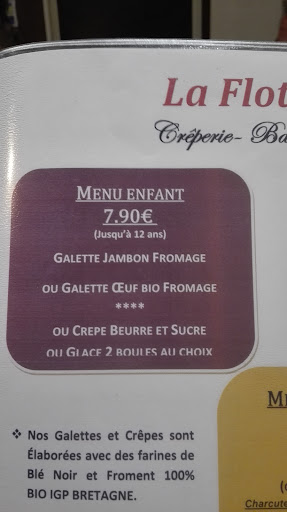 La Flot
Crêperie- Ba
MENU ENFANT
7.90€
(Jusqu'à 12 ans)
GALETTE JAMBON FROMAGE
OU GALETTE ŒUF BIO FROMAGE
****
OU CREPE BEURRE ET SUCRE
OU GLACE 2 BOULES AU CHOIX
❖ Nos Galettes et Crêpes sont
Élaborées avec des farines de
Blé Noir et Froment 100%
BIO IGP BRETAGNE.
M
(
Charcute